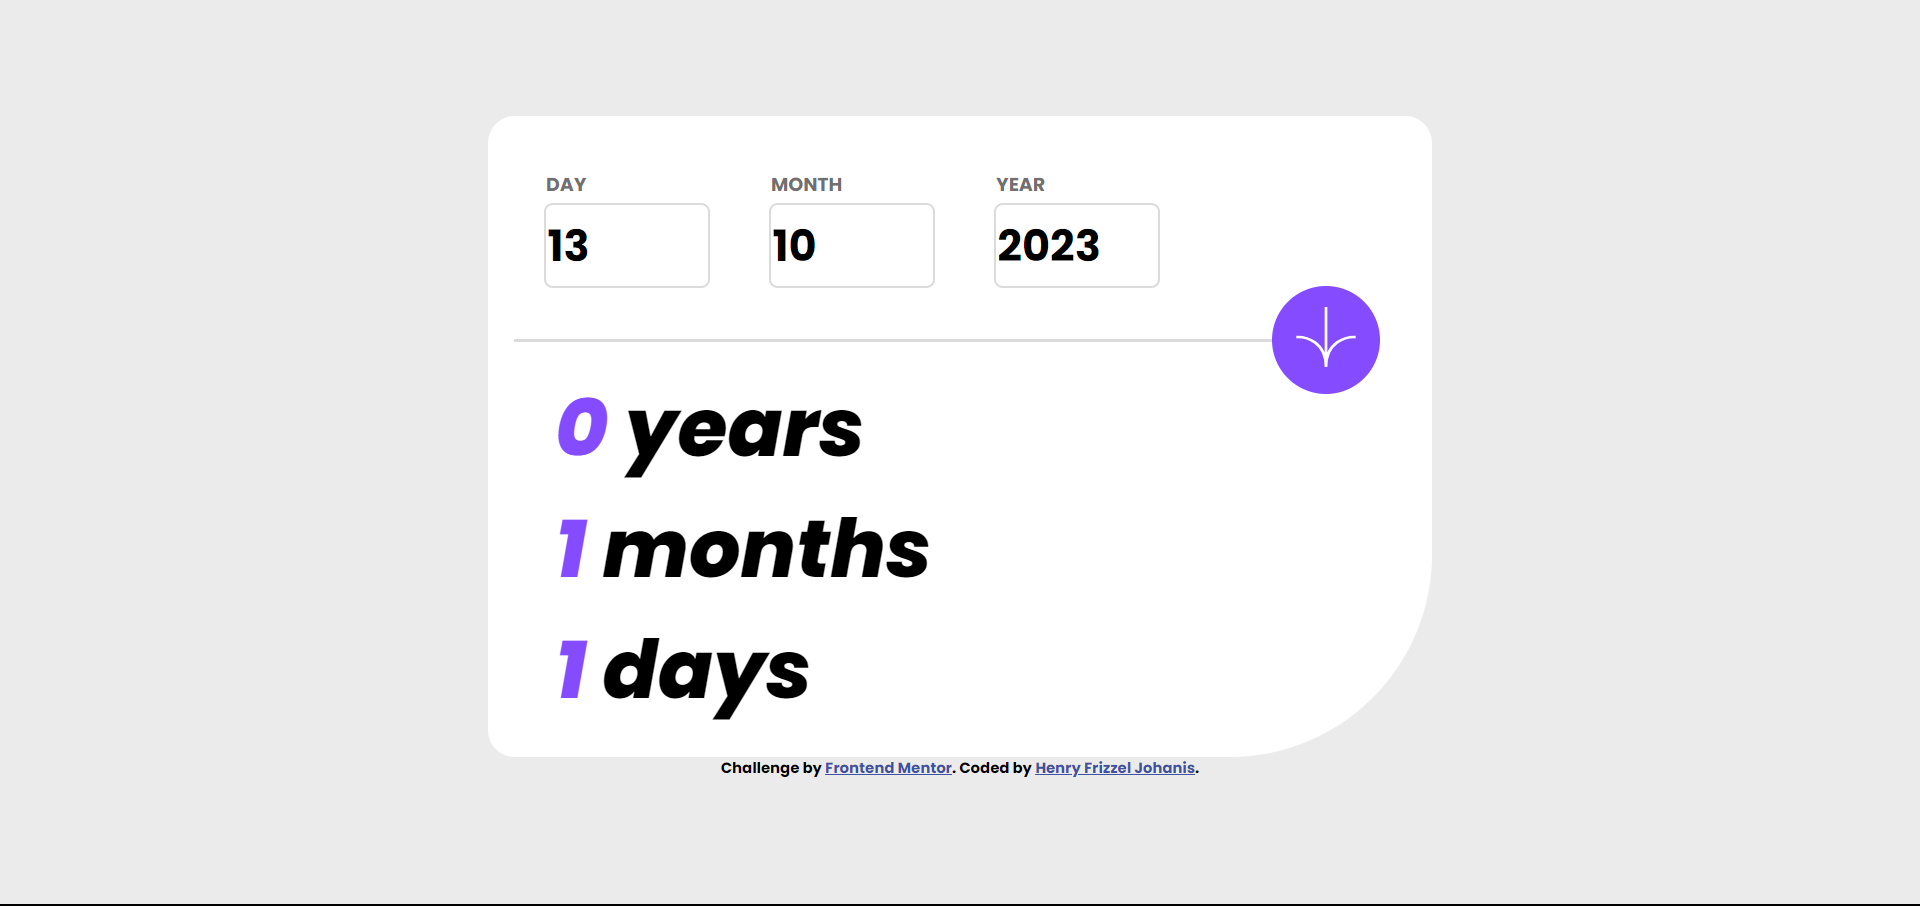 DAY MONTH YEAR
13 10 2023
0 years
1 months
1 days
Challenge by Frontend Mentor. Coded by Henry Frizzel Johanis.